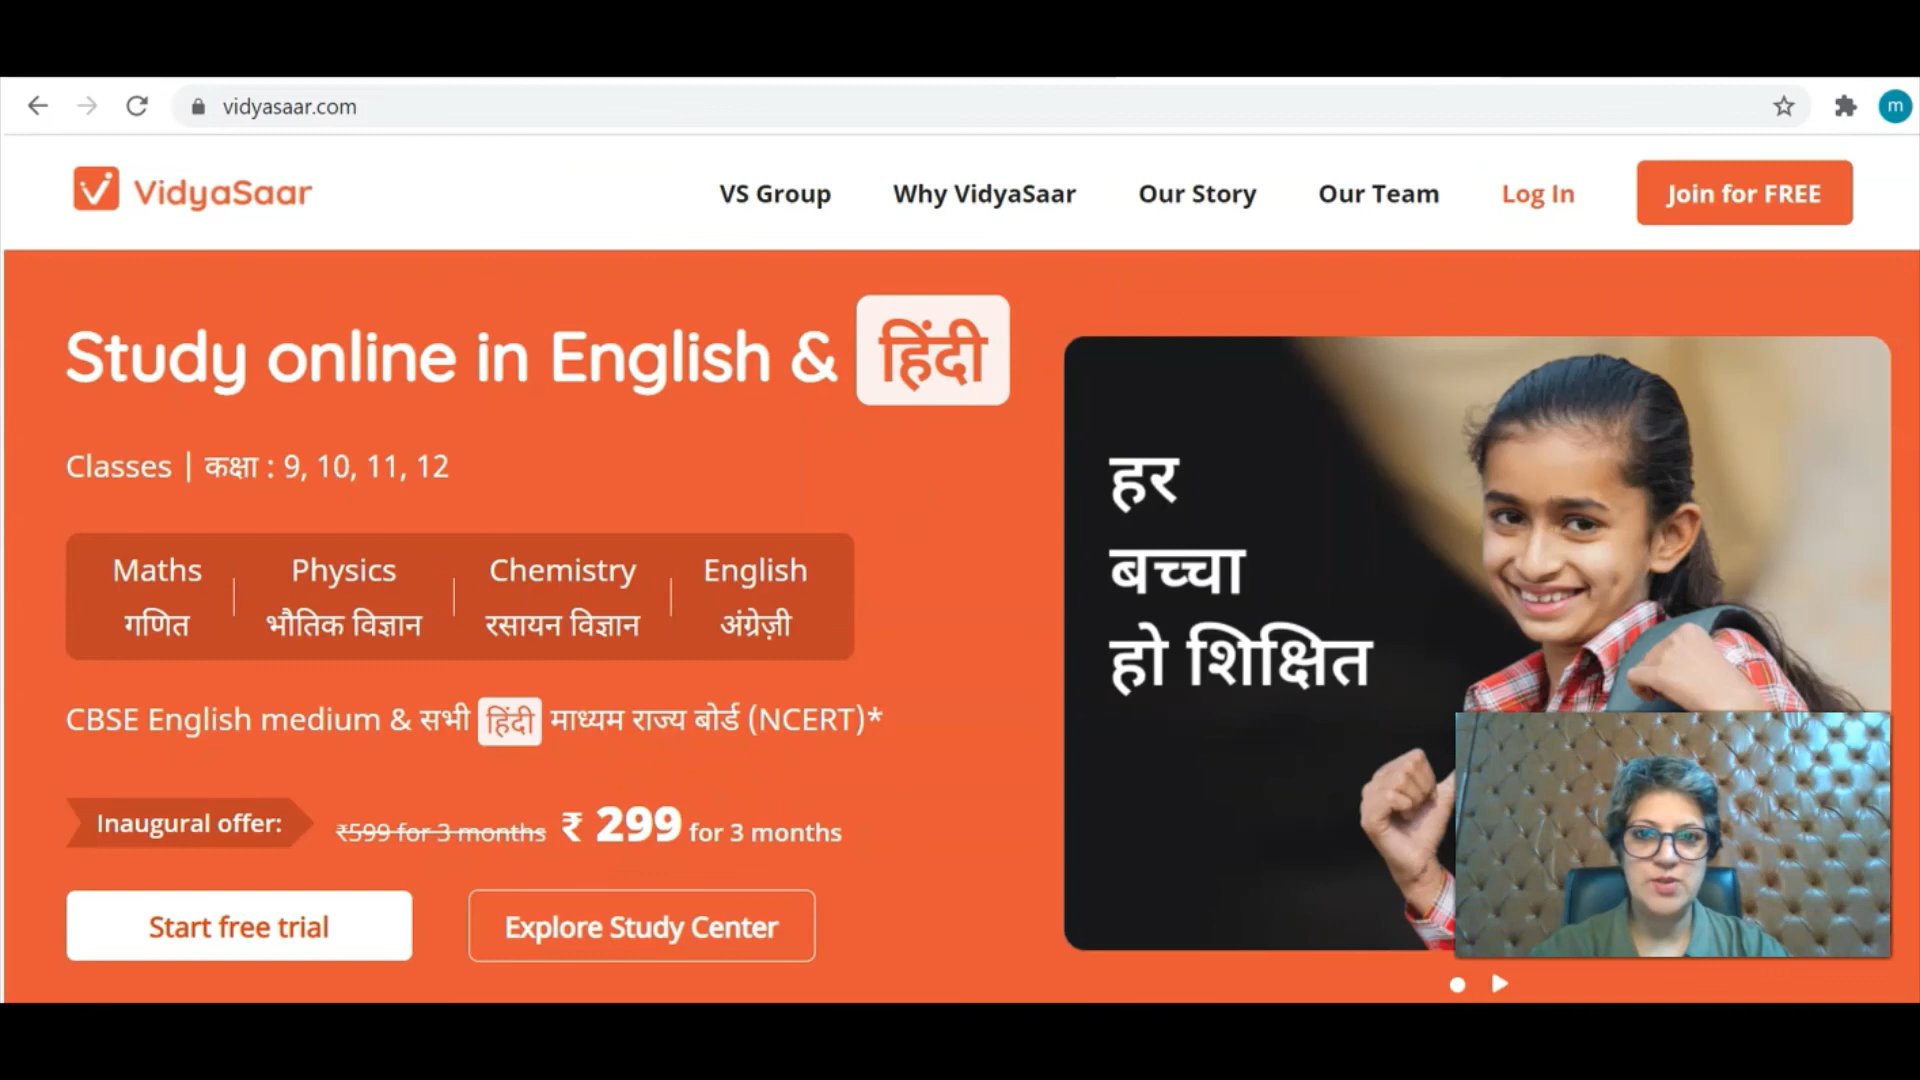 vidyasaar.com
m
VidyaSaar
VS Group
Why VidyaSaar
Our Story
Our Team
Log In
Join for FREE
Study online in English & हिंदी
Classes | कक्षा : 9, 10, 11, 12
Maths
गणित
Physics
भौतिक विज्ञान
Chemistry
रसायन विज्ञान
English
अंग्रेज़ी
CBSE English medium & सभी हिंदी माध्यम राज्य बोर्ड (NCERT)*
Inaugural offer: ₹599 for 3 months ₹ 299 for 3 months
Start free trial
Explore Study Center
हर
बच्चा
हो शिक्षित